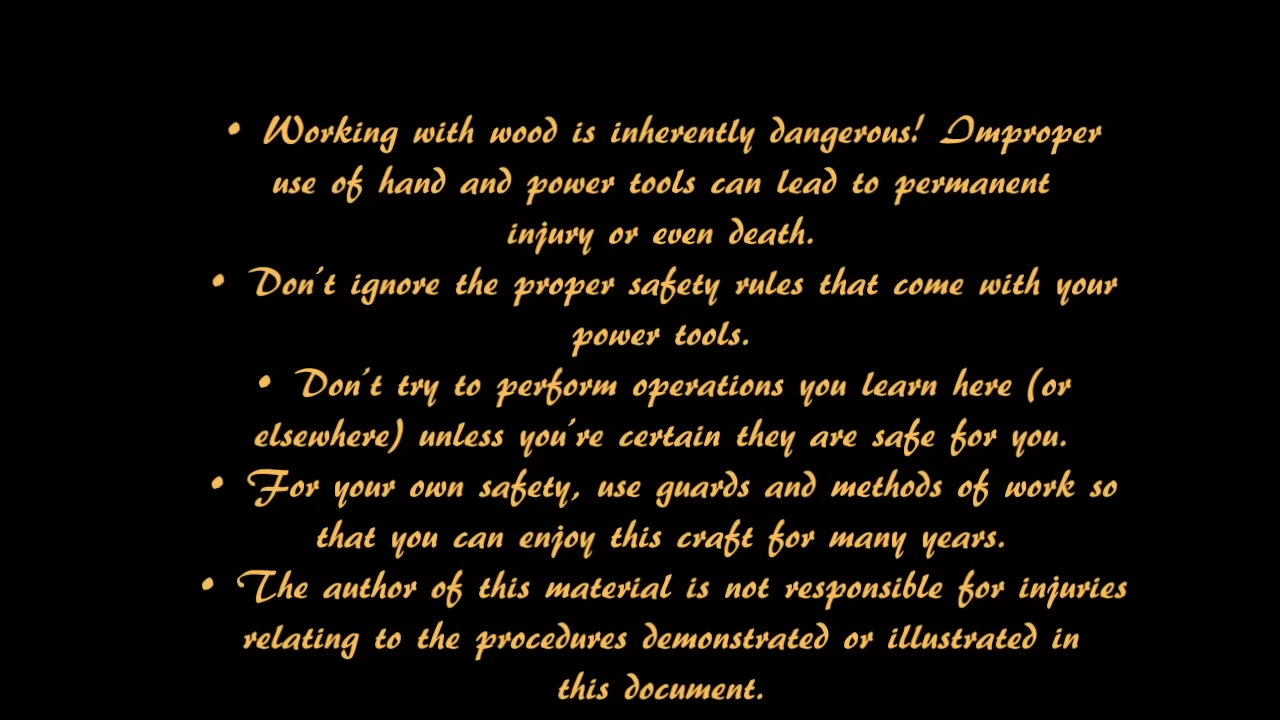 • Working with wood is inherently dangerous! Improper
use of hand and power tools can lead to permanent
injury or even death.
• Don't ignore the proper safety rules that come with your
power tools.
• Don't try to perform operations you learn here (or
elsewhere) unless you're certain they are safe for you.
• For your own safety, use guards and methods of work so
that you can enjoy this craft for many years.
• The author of this material is not responsible for injuries
relating to the procedures demonstrated or illustrated in
this document.